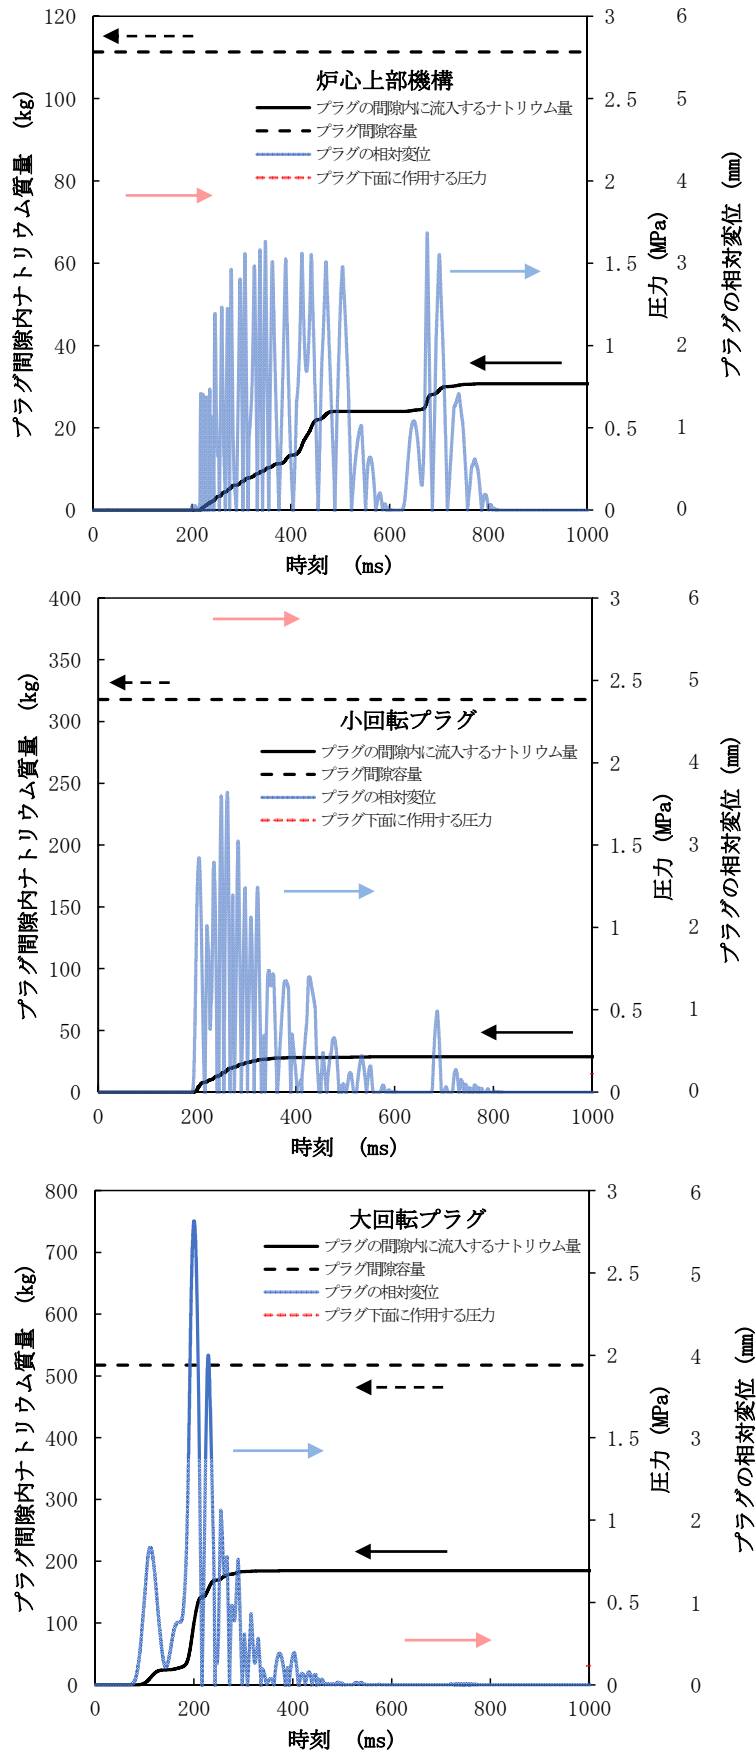 炉心上部機構
プラグの間隙内に流入するナトリウム量
プラグ間隙容量
プラグの相対変位
プラグ下面に作用する圧力
プラグ間隙内ナトリウム質量 (kg)
120
100
80
60
40
20
0
3
2.5
2
1.5
1
0.5
0
圧力 (MPa)
6
5
4
3
2
1
0
プラグの相対変位 (mm)
0 200 400 600 800 1000
時刻 (ms)
小回転プラグ
プラグの間隙内に流入するナトリウム量
プラグ間隙容量
プラグの相対変位
プラグ下面に作用する圧力
プラグ間隙内ナトリウム質量 (kg)
400
350
300
250
200
150
100
50
0
3
2.5
2
1.5
1
0.5
0
圧力 (MPa)
6
5
4
3
2
1
0
プラグの相対変位 (mm)
0 200 400 600 800 1000
時刻 (ms)
大回転プラグ
プラグの間隙内に流入するナトリウム量
プラグ間隙容量
プラグの相対変位
プラグ下面に作用する圧力
プラグ間隙内ナトリウム質量 (kg)
800
700
600
500
400
300
200
100
0
3
2.5
2
1.5
1
0.5
0
圧力 (MPa)
6
5
4
3
2
1
0
プラグの相対変位 (mm)
0 200 400 600 800 1000
時刻 (ms)